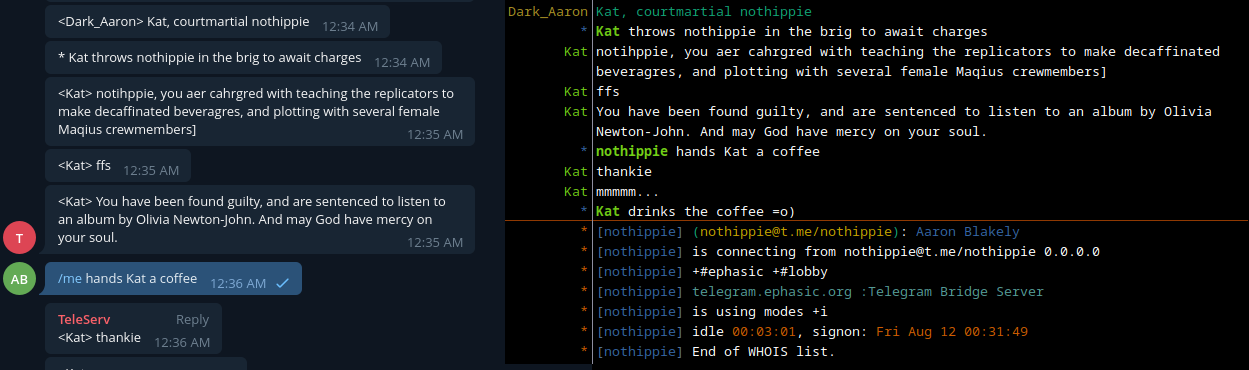 <Dark_Aaron> Kat, courtmartial nothippie 12:34 AM
* Kat throws nothippie in the brig to await charges 12:34 AM
<Kat> notihppie, you aer cahrgred with teaching the replicators to
make decaffinated beveragres, and plotting with several female
Maqius crewmembers] 12:35 AM
<Kat> ffs 12:35 AM
<Kat> You have been found guilty, and are sentenced to listen to
an album by Olivia Newton-John. And may God have mercy on
your soul. 12:35 AM
T
AB
/me hands Kat a coffee 12:36 AM
TeleServ Reply
<Kat> thankie 12:36 AM
Dark_Aaron Kat, courtmartial nothippie
* Kat throws nothippie in the brig to await charges
Kat notihppie, you aer cahrgred with teaching the replicators to make decaffinated
beveragres, and plotting with several female Maqius crewmembers]
Kat ffs
Kat You have been found guilty, and are sentenced to listen to an album by Olivia
Newton-John. And may God have mercy on your soul.
* nothippie hands Kat a coffee
Kat thankie
Kat mmmmm...
* Kat drinks the coffee =o)
* [nothippie] (nothippie@t.me/nothippie): Aaron Blakely
* [nothippie] is connecting from nothippie@t.me/nothippie 0.0.0.0
* [nothippie] +#ephasic +#lobby
* [nothippie] telegram.ephasic.org :Telegram Bridge Server
* [nothippie] is using modes +i
* [nothippie] idle 00:03:01, signon: Fri Aug 12 00:31:49
* [nothippie] End of WHOIS list.